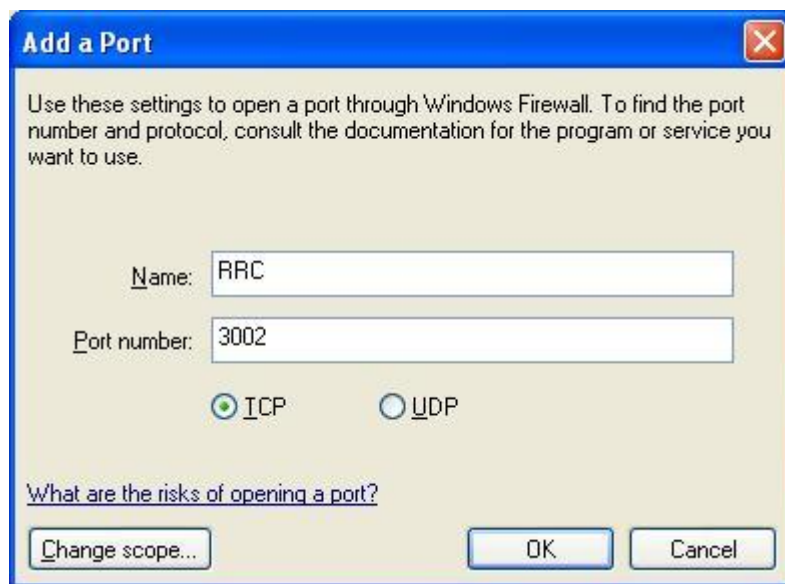 Add a Port
Use these settings to open a port through Windows Firewall. To find the port
number and protocol, consult the documentation for the program or service you
want to use.
Name: RRC
Port number: 3002
TCP UDP
What are the risks of opening a port?
Change scope... OK Cancel